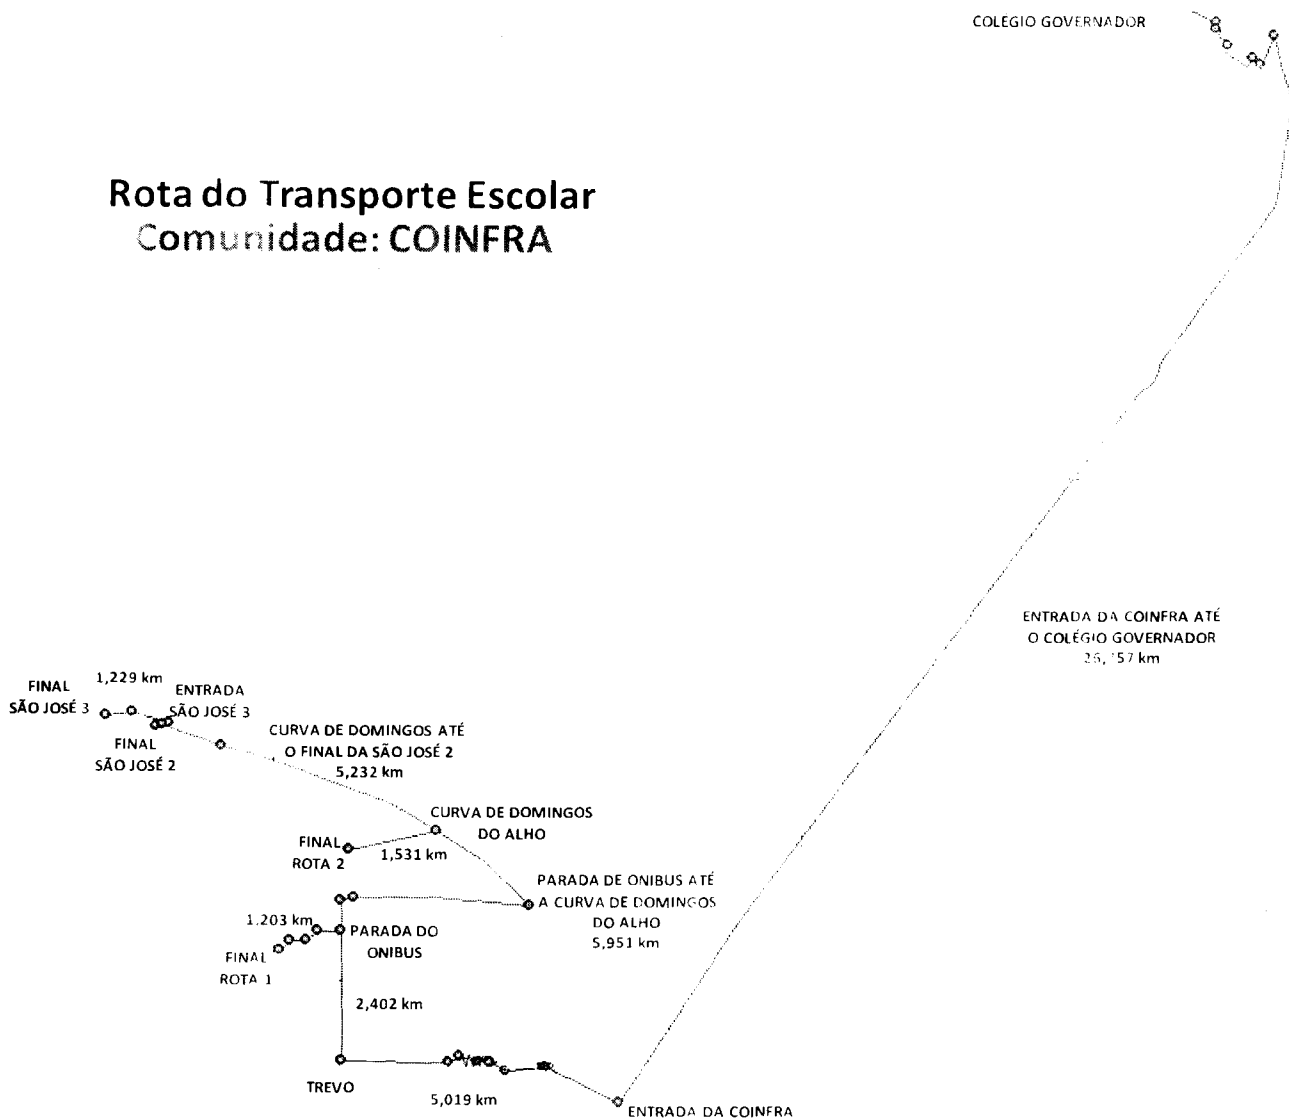 COLÉGIO GOVERNADOR
Rota do Transporte Escolar
Comunidade: COINFRA
ENTRADA DA COINFRA ATÉ
O COLÉGIO GOVERNADOR
km
1,229 km
FINAL
SÃO JOSÉ 3
ENTRADA
SÃO JOSÉ 3
FINAL
SÃO JOSÉ 2
CURVA DE DOMINGOS ATÉ
O FINAL DA SÃO JOSÉ 2
5,232 km
CURVA DE DOMINGOS
DO ALHO
FINAL
ROTA 2
1,531 km
PARADA DE ONIBUS ATÉ
A CURVA DE DOMINGOS
DO ALHO
5,951 km
1.203 km
PARADA DO
ONIBUS
FINAL
ROTA 1
2,402 km
TREVO
5,019 km
ENTRADA DA COINFRA